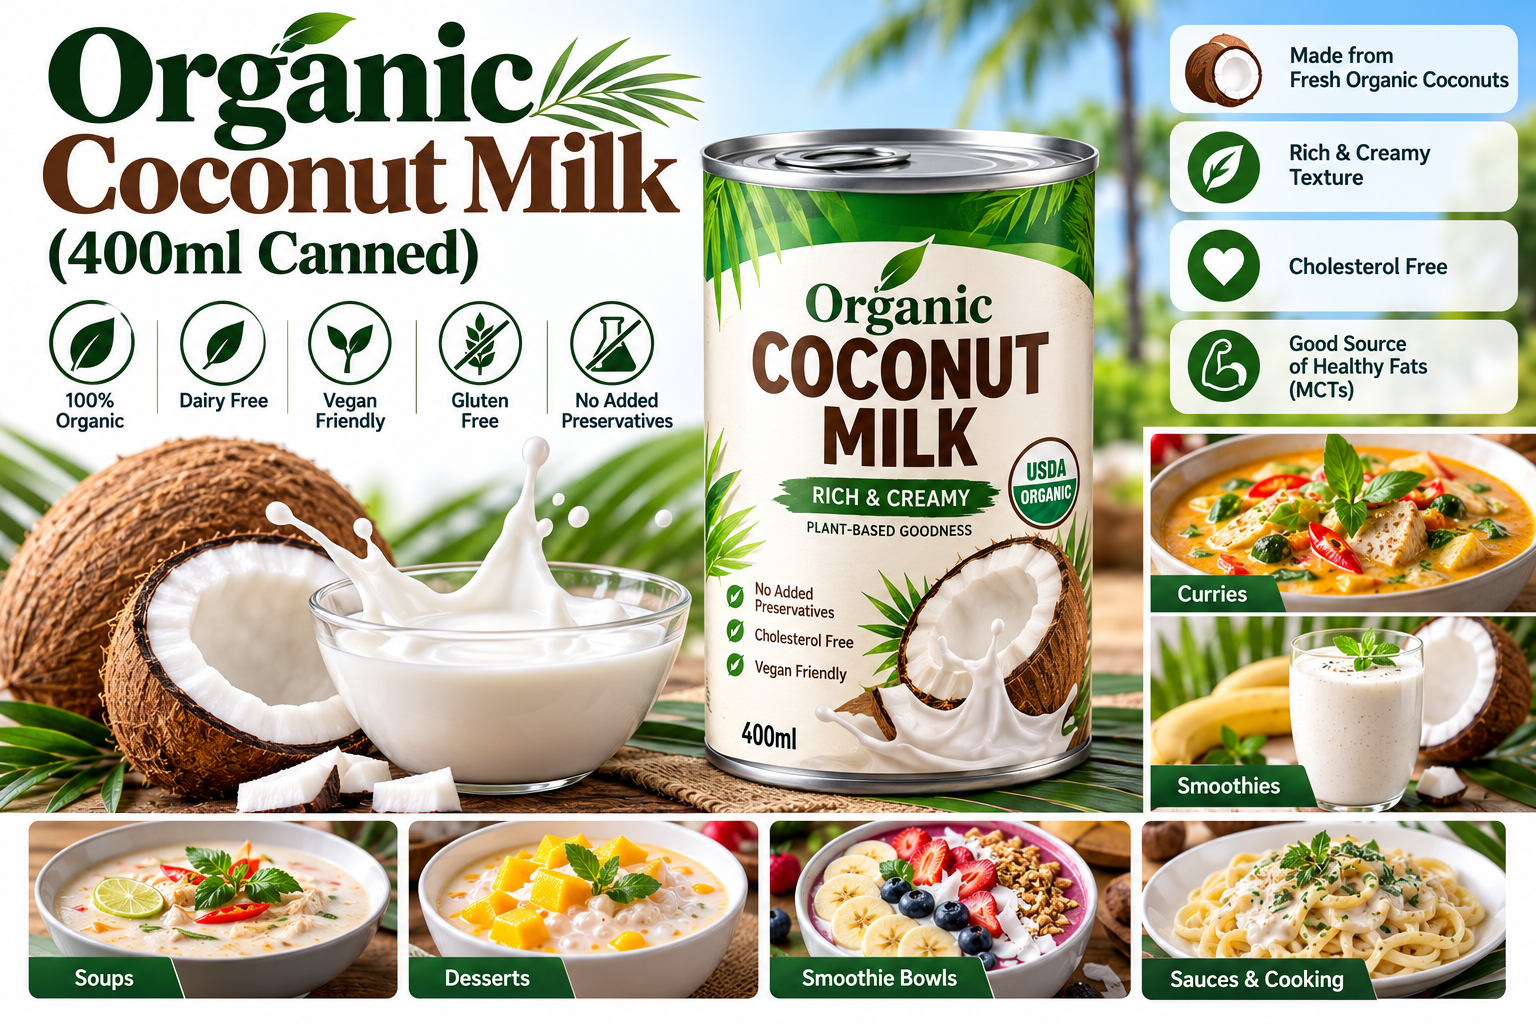 Organic
Coconut Milk
(400ml Canned)
100%
Organic
Dairy Free
Vegan
Friendly
Gluten
Free
No Added
Preservatives
Organic
COCONUT
MILK
RICH & CREAMY
PLANT-BASED GOODNESS
USDA
ORGANIC
No Added
Preservatives
Cholesterol Free
Vegan Friendly
400ml
Made from
Fresh Organic Coconuts
Rich & Creamy
Texture
Cholesterol Free
Good Source
of Healthy Fats
(MCTs)
Curries
Smoothies
Soups
Desserts
Smoothie Bowls
Sauces & Cooking